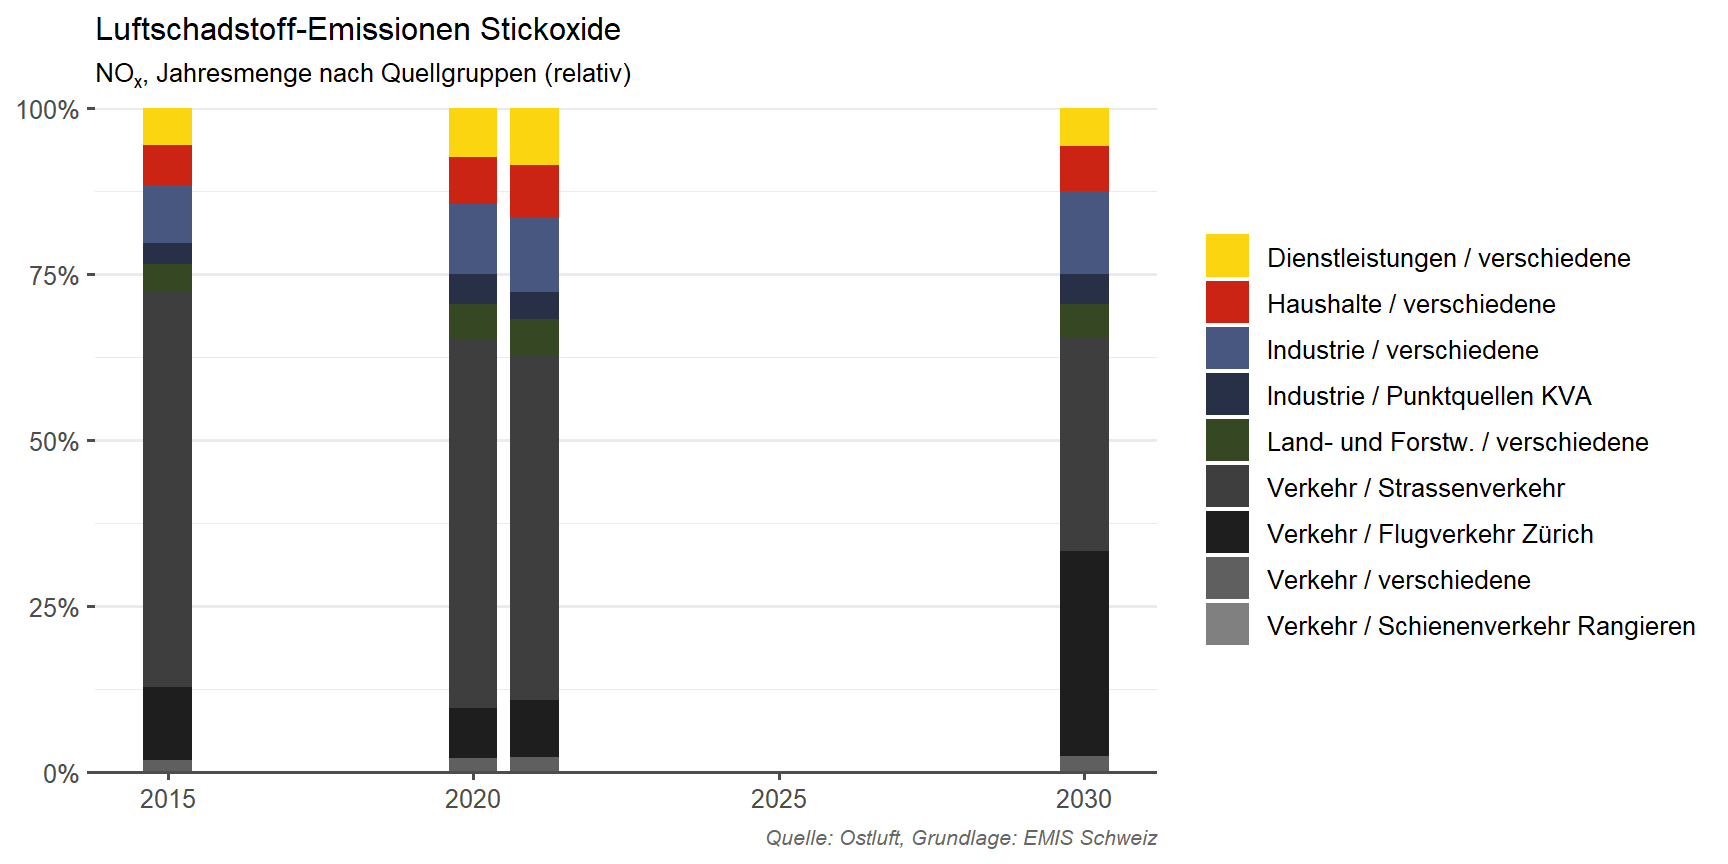 Luftschadstoff-Emissionen Stickoxide
NOx, Jahresmenge nach Quellgruppen (relativ)
100%
75%
50%
25%
0%
2015
2020
2025
2030
Dienstleistungen / verschiedene
Haushalte / verschiedene
Industrie / verschiedene
Industrie / Punktquellen KVA
Land- und Forstw. / verschiedene
Verkehr / Strassenverkehr
Verkehr / Flugverkehr Zürich
Verkehr / verschiedene
Verkehr / Schienenverkehr Rangieren
Quelle: Ostluft, Grundlage: EMIS Schweiz